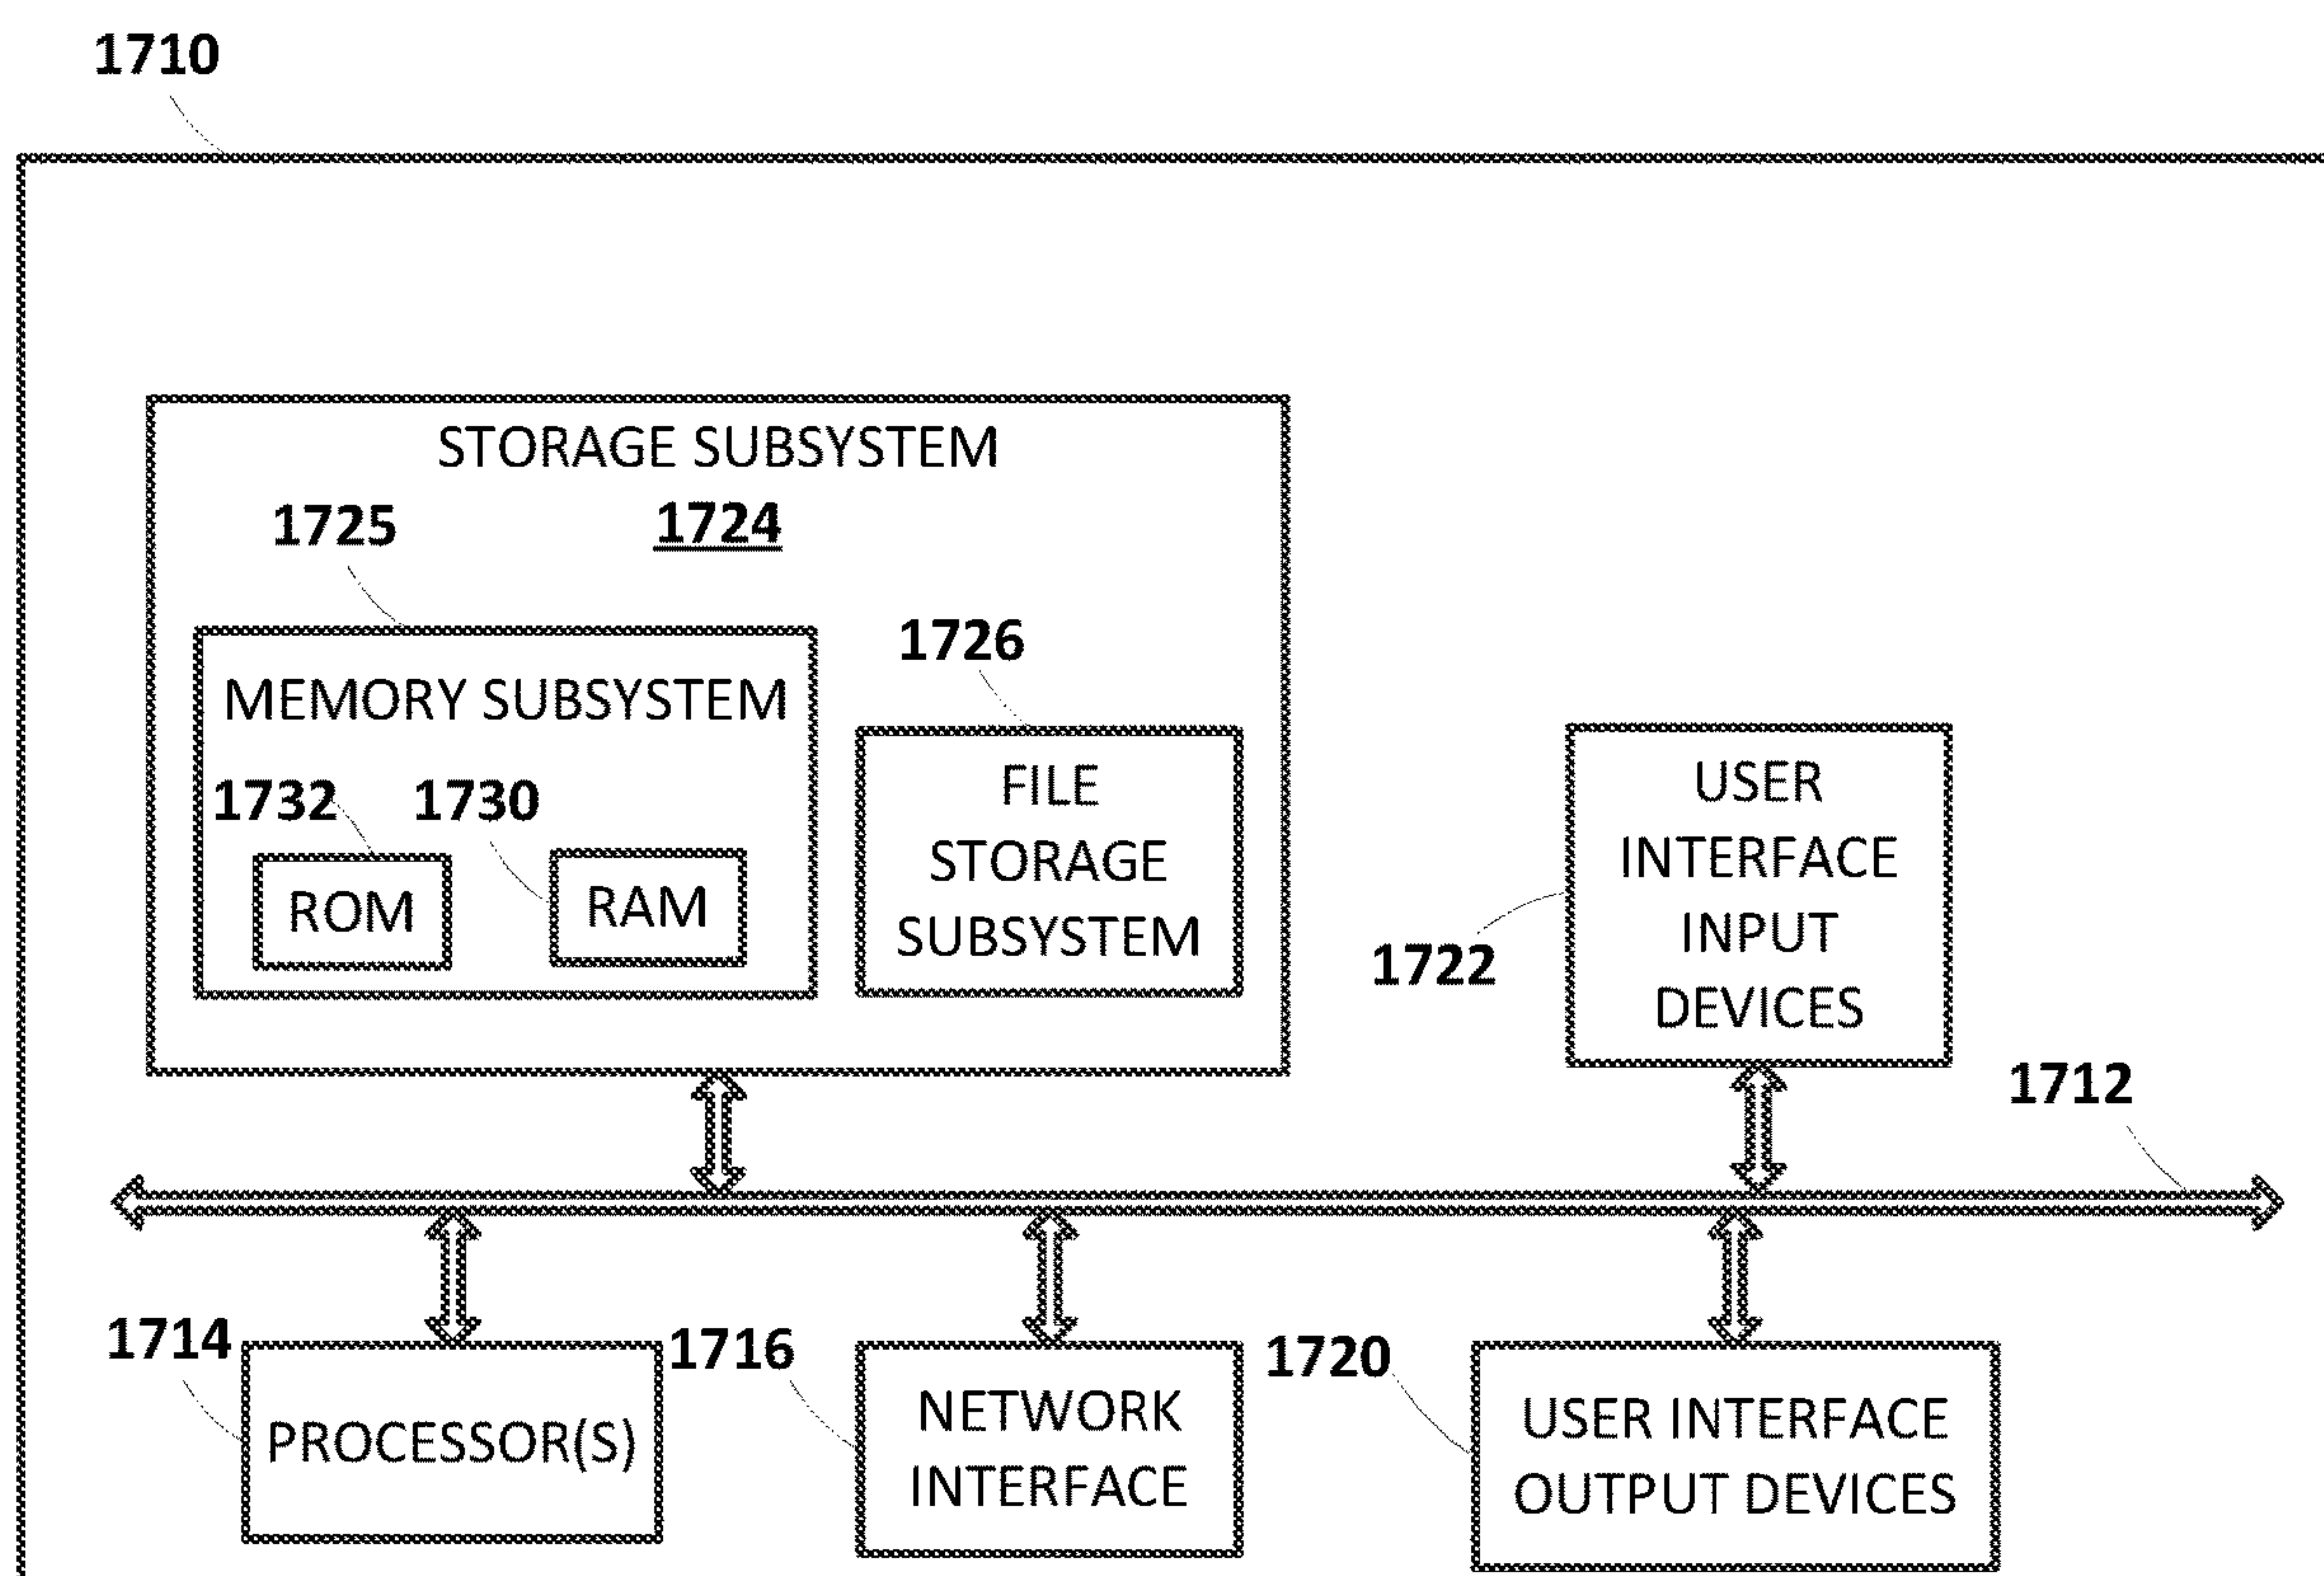 1710
STORAGE SUBSYSTEM
1725
1724
1726
MEMORY SUBSYSTEM
1732
1730
ROM
RAM
FILE
STORAGE
SUBSYSTEM
USER
INTERFACE
INPUT
DEVICES
1722
1712
1714
PROCESSOR(S)
1716
NETWORK
INTERFACE
1720
USER INTERFACE
OUTPUT DEVICES